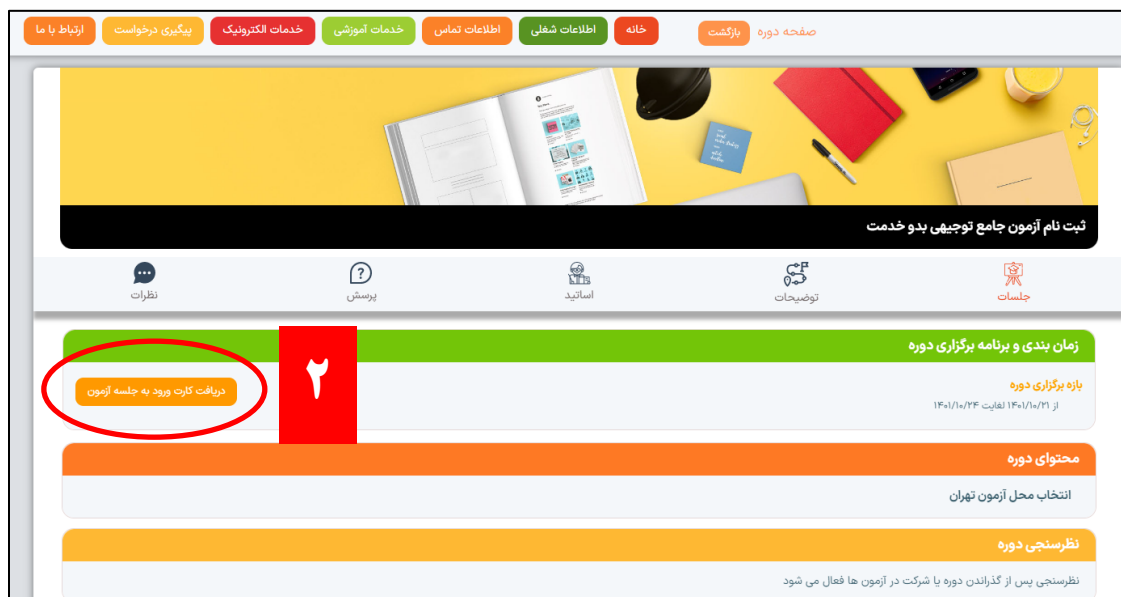 صفحه دوره بازگشت خانه اطلاعات شغلی اطلاعات تماس خدمات آموزشی خدمات الکترونیک پیگیری درخواست ارتباط با ما
ثبت نام آزمون جامع توجیهی بدو خدمت
جلسات توضیحات اساتید پرسش نظرات
زمان بندی و برنامه برگزاری دوره
۲
بازه برگزاری دوره
دریافت کارت ورود به جلسه آزمون
از ۱۴۰۱/۱۰/۲۱ لغایت ۱۴۰۱/۱۰/۲۴
محتوای دوره
انتخاب محل آزمون تهران
نظرسنجی دوره
نظرسنجی پس از گذراندن دوره یا شرکت در آزمون ها فعال می شود